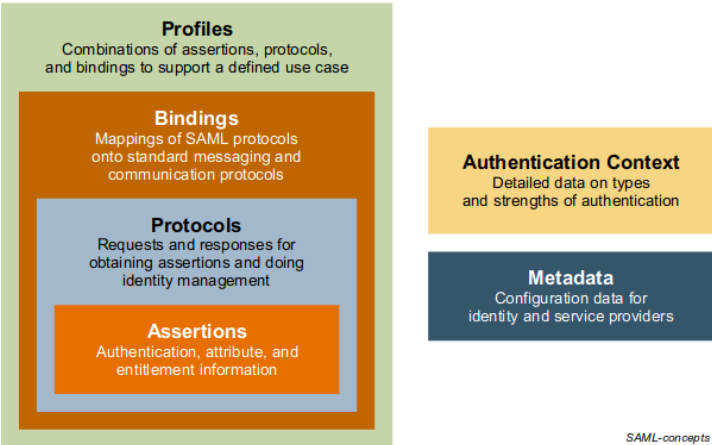 Profiles
Combinations of assertions, protocols,
and bindings to support a defined use case
Bindings
Mappings of SAML protocols
onto standard messaging and
communication protocols
Protocols
Requests and responses for
obtaining assertions and doing
identity management
Assertions
Authentication, attribute, and
entitlement information
Authentication Context
Detailed data on types
and strengths of authentication
Metadata
Configuration data for
identity and service providers
SAML-concepts